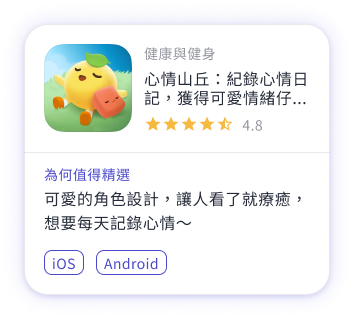 健康與健身
心情山丘：紀錄心情日
記，獲得可愛情緒仔...
4.8
為何值得精選
可愛的角色設計，讓人看了就療癒，
想要每天記錄心情～
iOS
Android